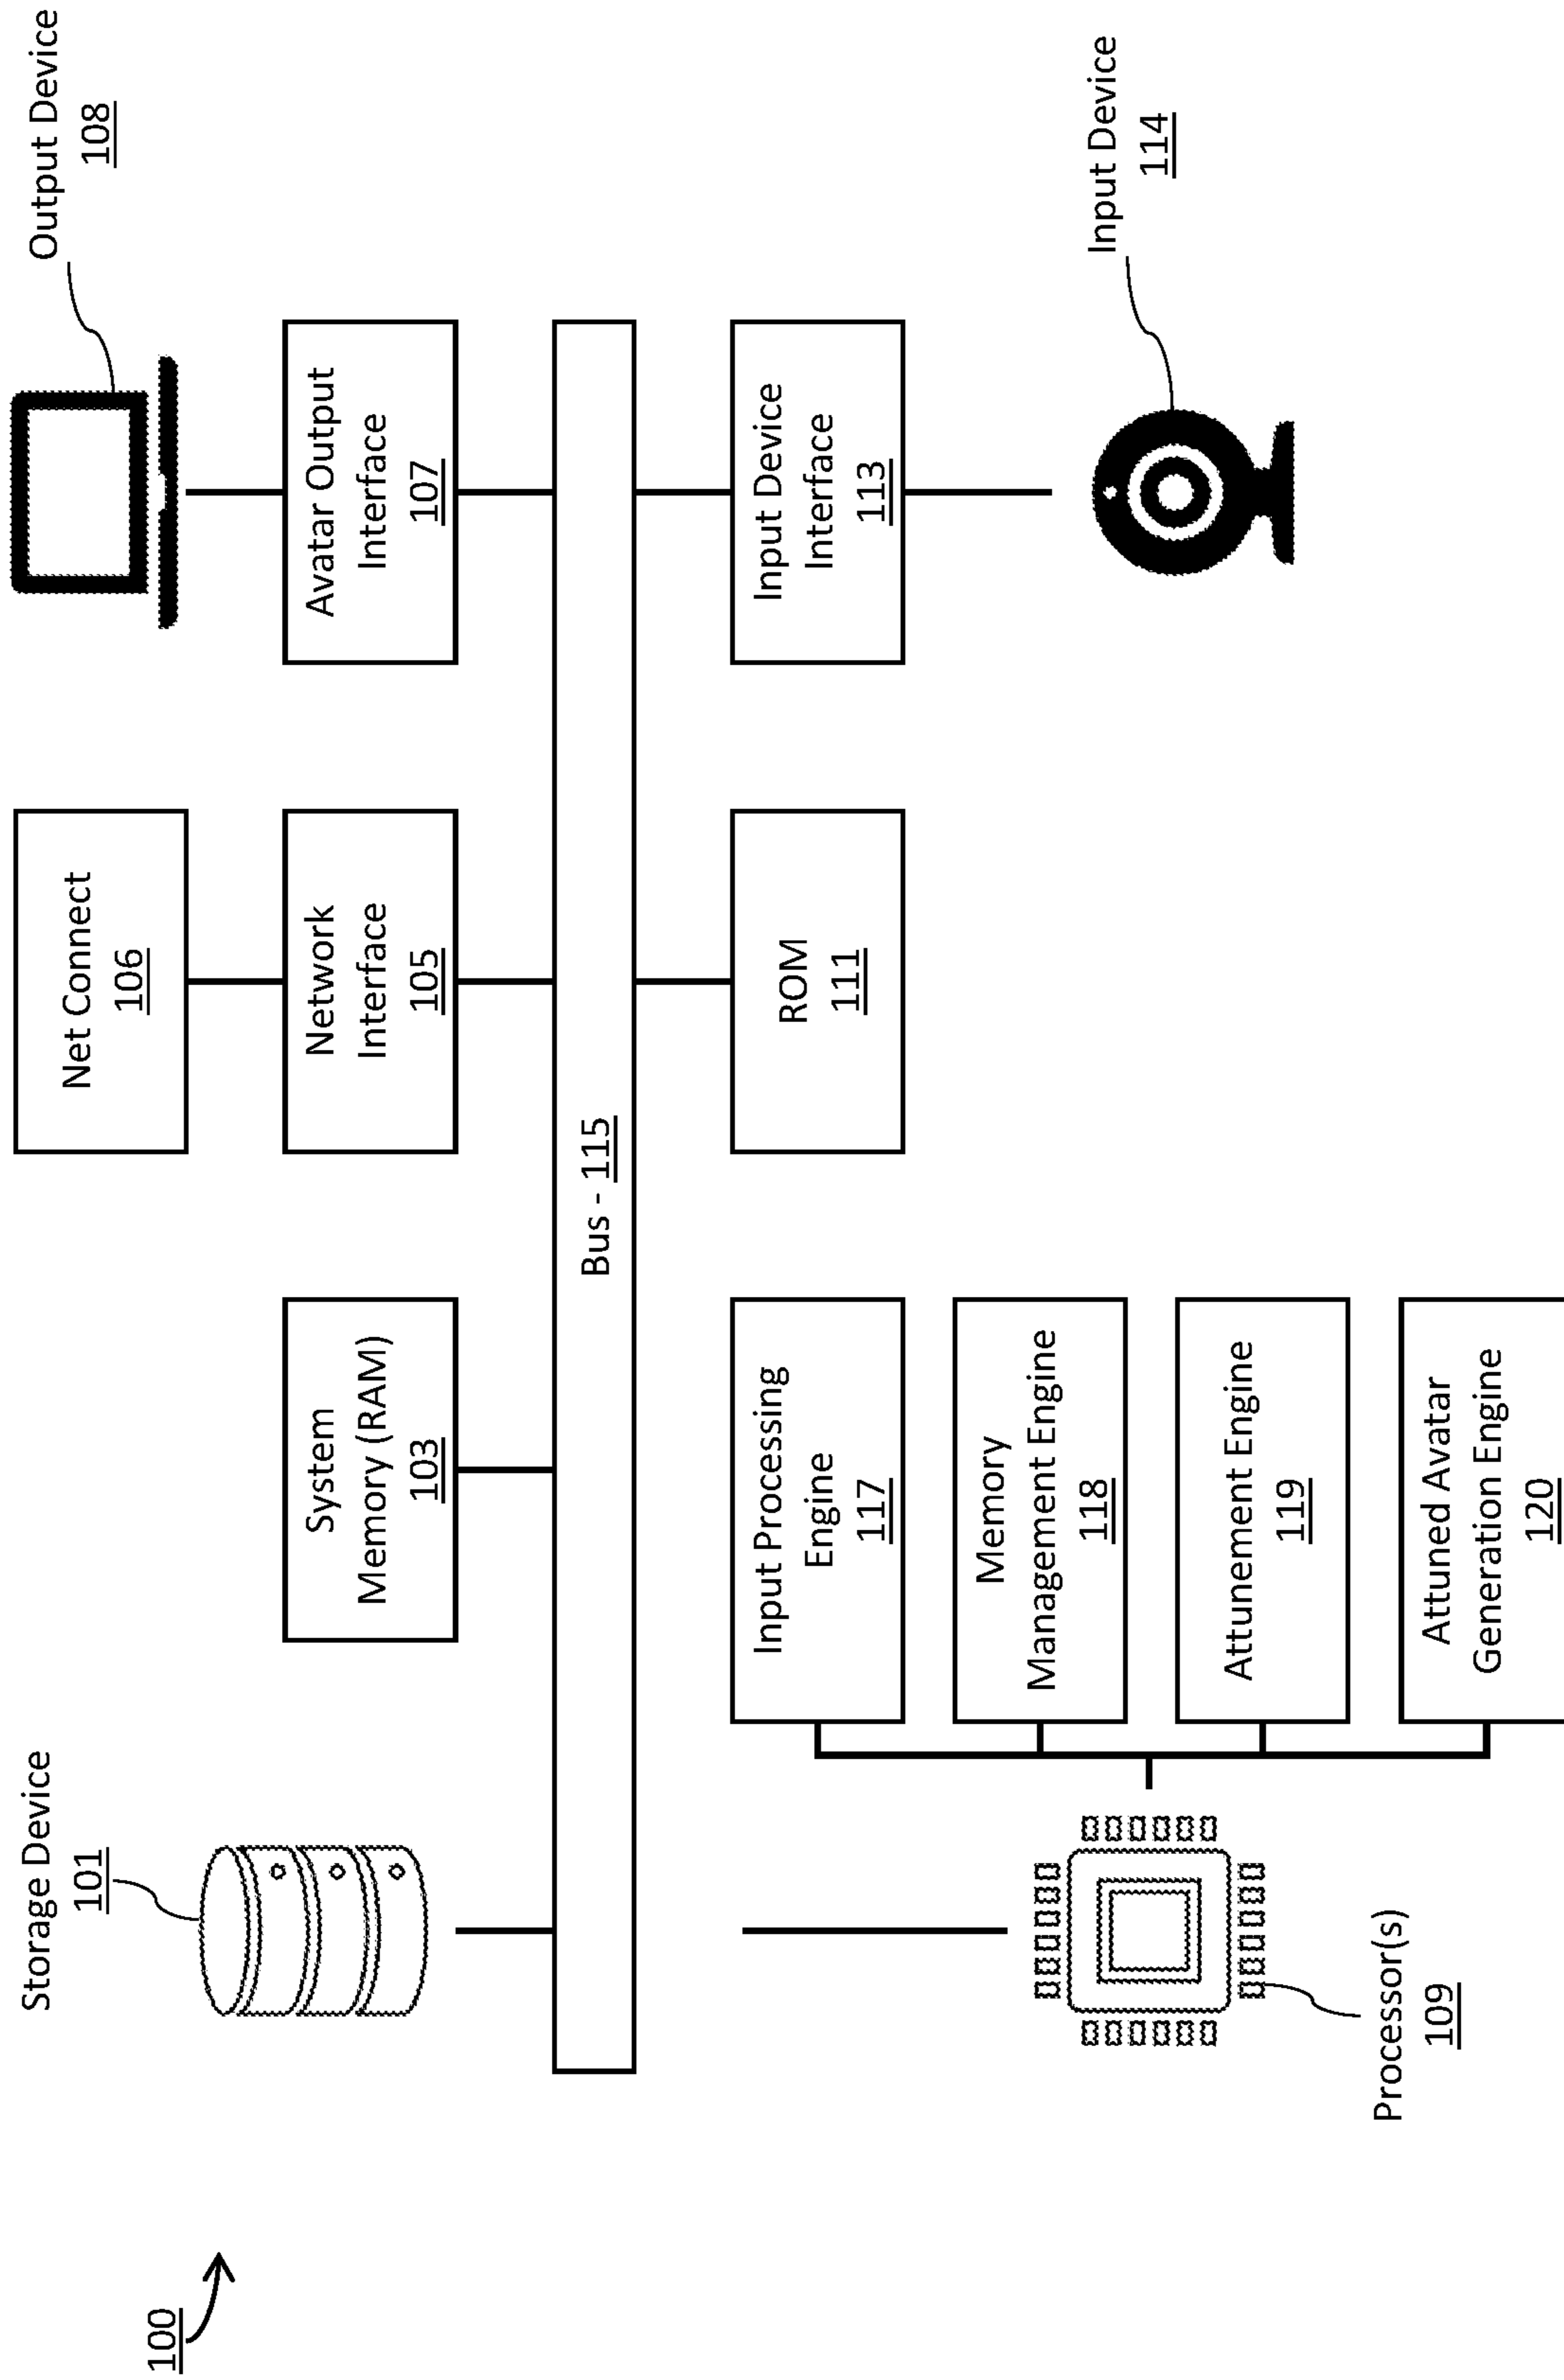 100
Storage Device
101
Net Connect
106
Output Device
108
System
Memory (RAM)
103
Network
Interface
105
Avatar Output
Interface
107
Bus - 115
Input Processing
Engine
117
ROM
111
Input Device
Interface
113
Memory
Management Engine
118
Attunement Engine
119
Attuned Avatar
Generation Engine
120
Processor(s)
109
Input Device
114